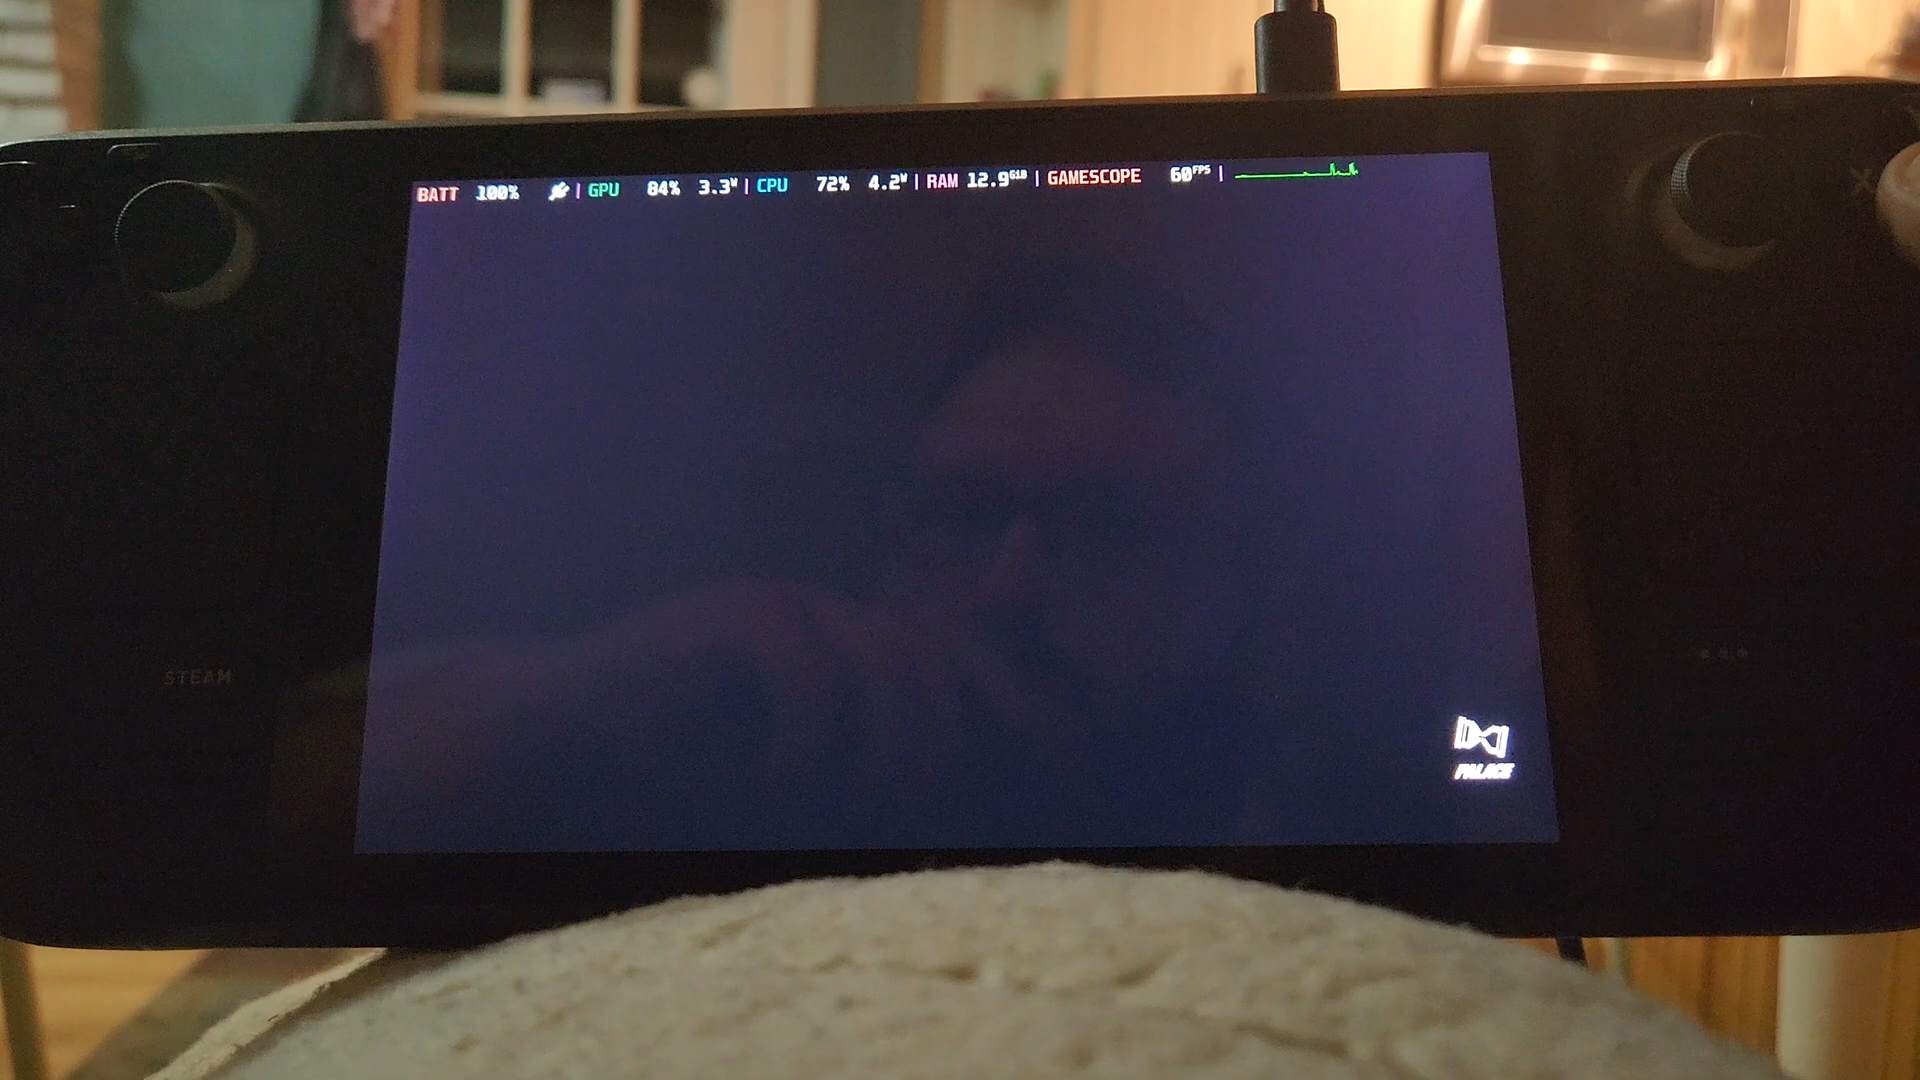 BATT 100% | GPU 84% 3.3W | CPU 72% 4.2W | RAM 12.9GiB | GAMESCOPE 60FPS |
X
STEAM
PALACE